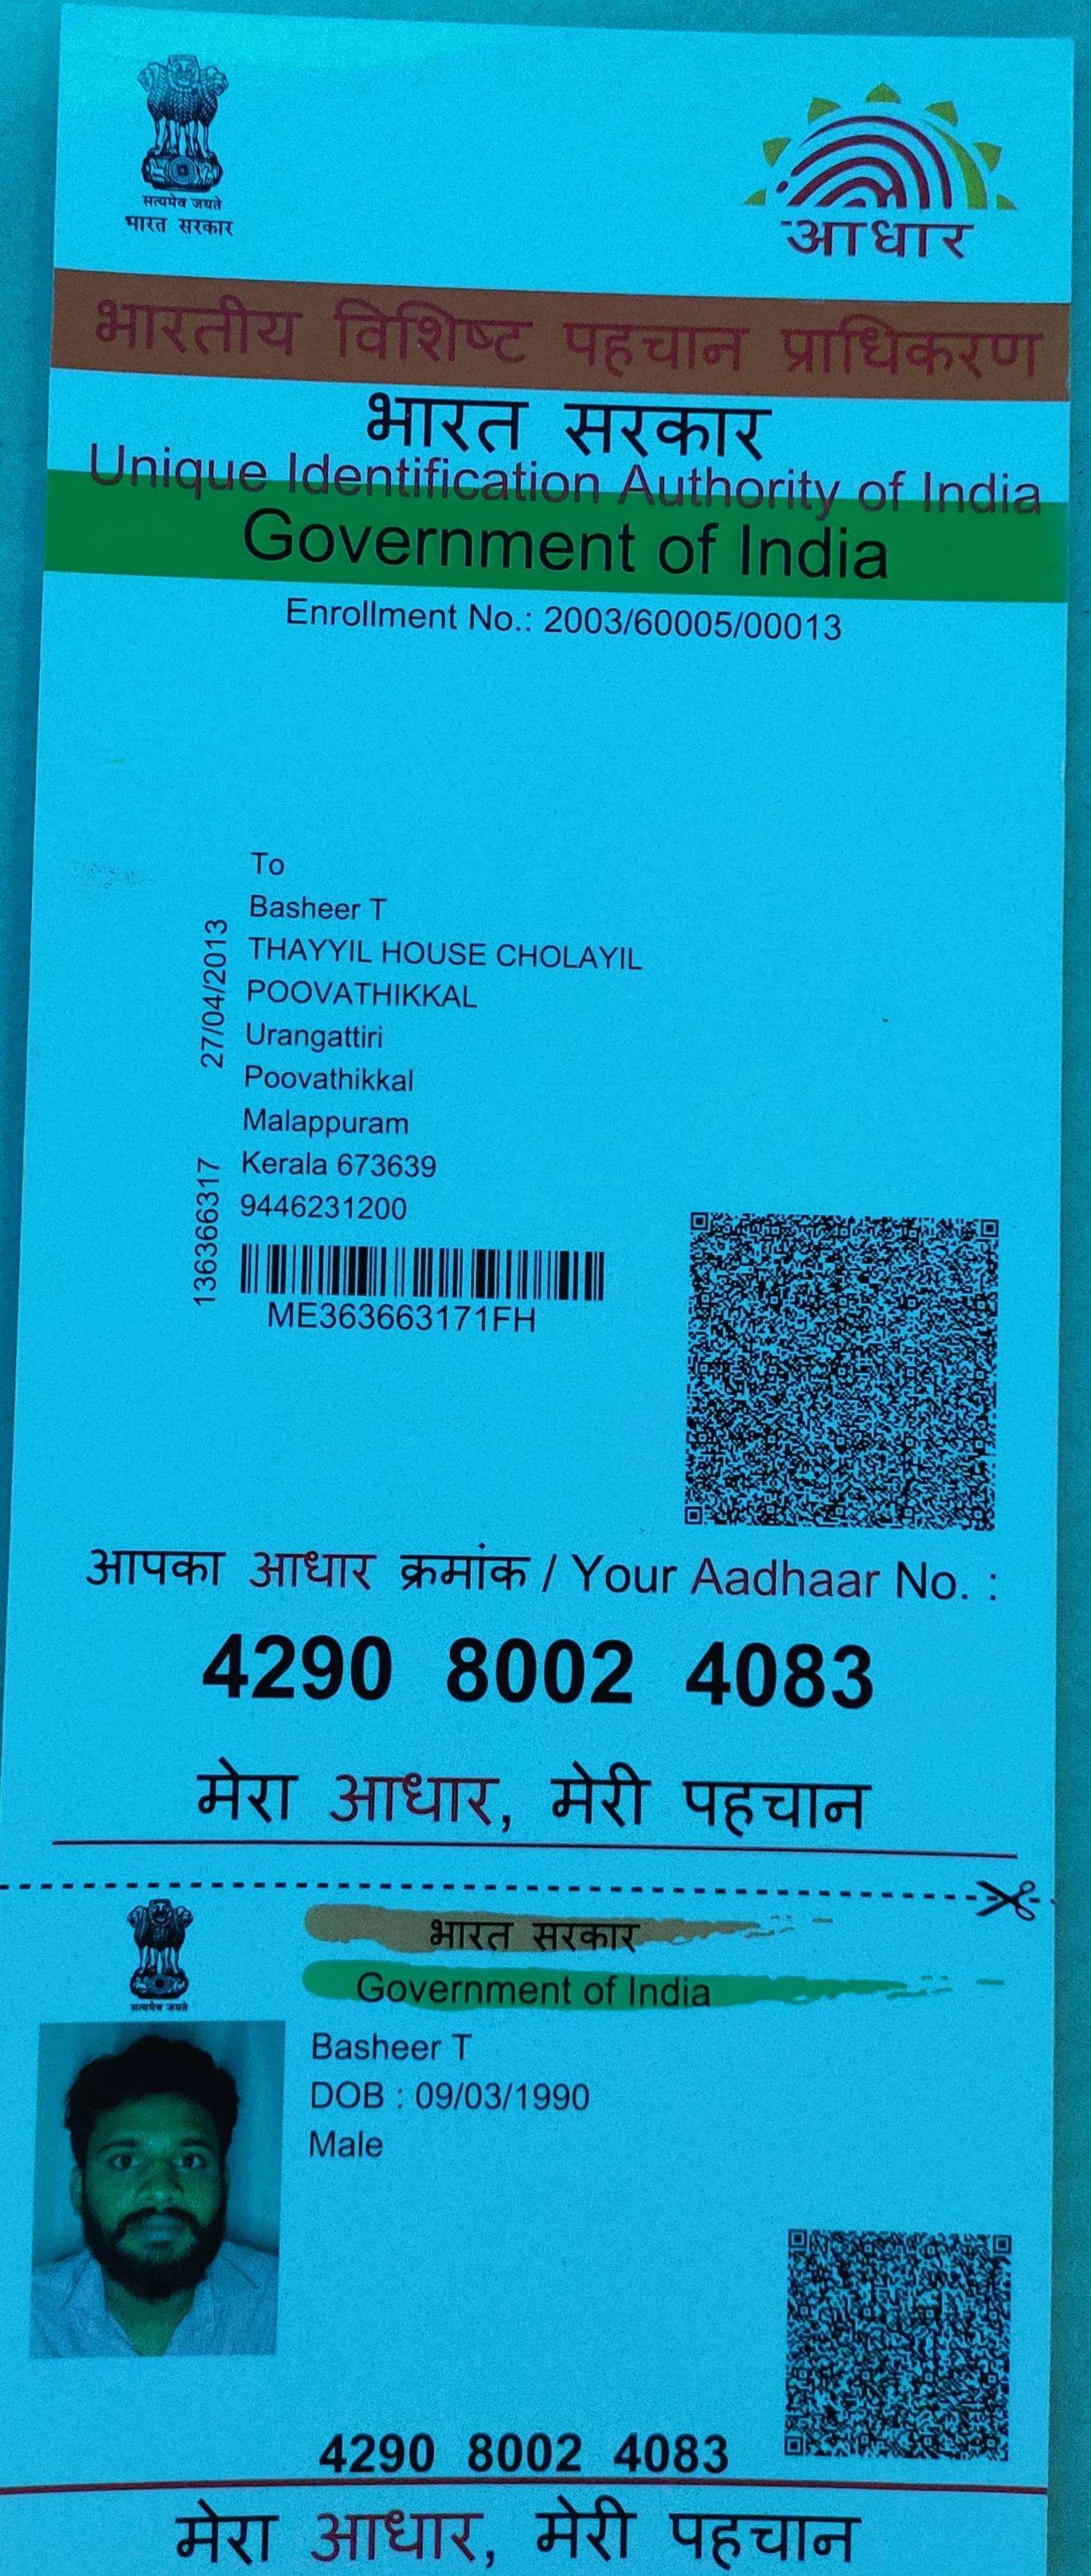 सत्यमेव जयते
भारत सरकार
आधार
भारतीय विशिष्ट पहचान प्राधिकरण
भारत सरकार
Unique Identification Authority of India
Government of India
Enrollment No.: 2003/60005/00013
To
Basheer T
THAYYIL HOUSE CHOLAYIL
POOVATHIKKAL
Urangattiri
Poovathikkal
Malappuram
Kerala 673639
9446231200
27/04/2013
136366317
ME363663171FH
आपका आधार क्रमांक / Your Aadhaar No. :
4290 8002 4083
मेरा आधार, मेरी पहचान
सत्यमेव जयते
भारत सरकार
Government of India
Basheer T
DOB : 09/03/1990
Male
4290 8002 4083
मेरा आधार, मेरी पहचान